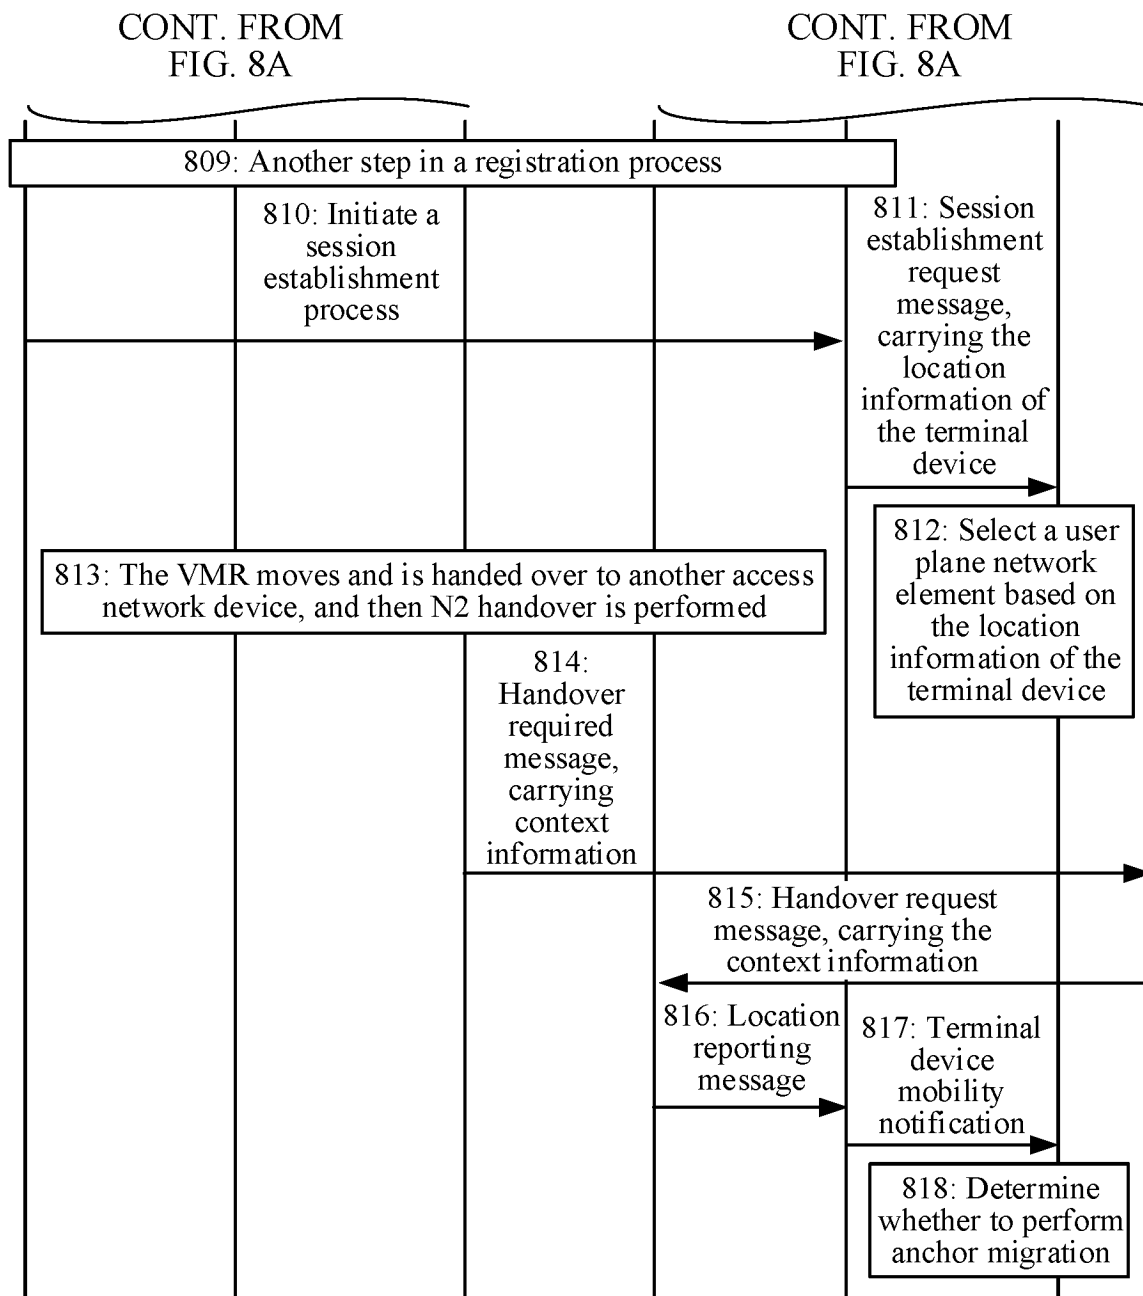 CONT. FROM
FIG. 8A
CONT. FROM
FIG. 8A
809: Another step in a registration process
810: Initiate a
session
establishment
process
811: Session
establishment
request
message,
carrying the
location
information of
the terminal
device
812: Select a user
plane network
element based on
the location
information of the
terminal device
813: The VMR moves and is handed over to another access
network device, and then N2 handover is performed
814:
Handover
required
message,
carrying
context
information
815: Handover request
message, carrying the
context information
816: Location
reporting
message
817: Terminal
device
mobility
notification
818: Determine
whether to perform
anchor migration